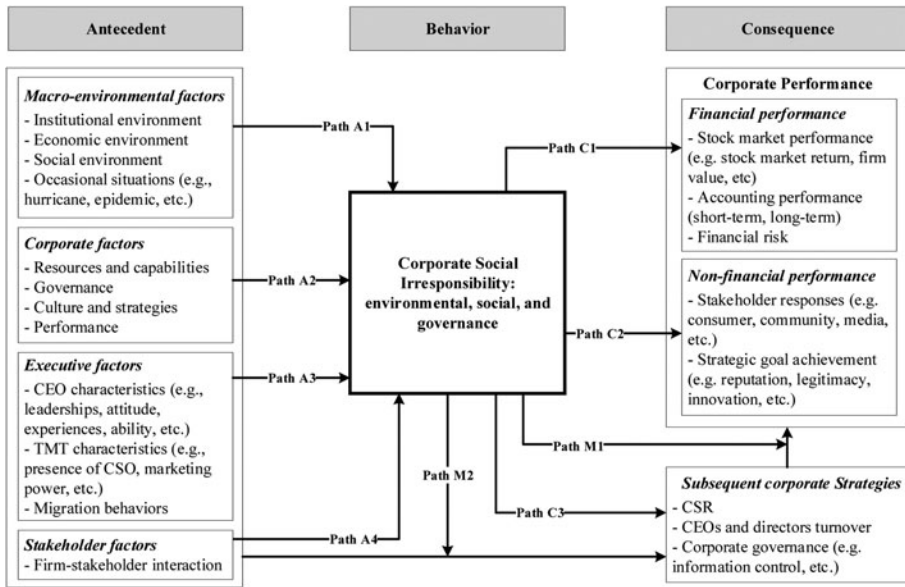 Antecedent
Behavior
Consequence
Macro-environmental factors
- Institutional environment
- Economic environment
- Social environment
- Occasional situations (e.g.,
hurricane, epidemic, etc.)
Corporate factors
- Resources and capabilities
- Governance
- Culture and strategies
- Performance
Executive factors
- CEO characteristics (e.g.,
leaderships, attitude,
experiences, ability, etc.)
- TMT characteristics (e.g.,
presence of CSO, marketing
power, etc.)
- Migration behaviors
Stakeholder factors
- Firm-stakeholder interaction
Path A1
Path A2
Path A3
Path A4
Corporate Social
Irresponsibility:
environmental, social, and
governance
Path C1
Path C2
Path M1
Path M2
Path C3
Corporate Performance
Financial performance
- Stock market performance
(e.g. stock market return, firm
value, etc)
- Accounting performance
(short-term, long-term)
- Financial risk
Non-financial performance
- Stakeholder responses (e.g.
consumer, community, media,
etc.)
- Strategic goal achievement
(e.g. reputation, legitimacy,
innovation, etc.)
Subsequent corporate Strategies
- CSR
- CEOs and directors turnover
- Corporate governance (e.g.
information control, etc.)